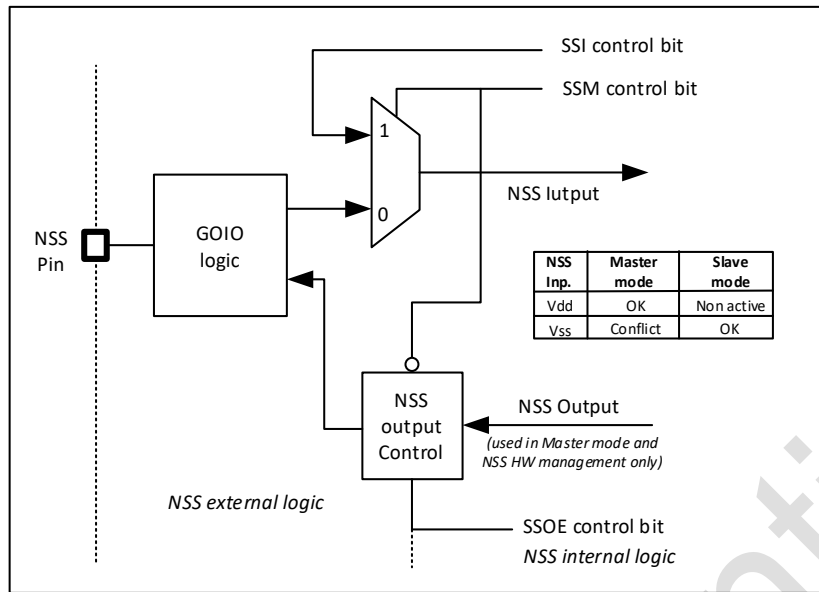 SSI control bit
SSM control bit
1
0
NSS Iutput
NSS
Pin
GOIO
logic
NSS Master Slave
Inp. mode mode
Vdd OK Non active
Vss Conflict OK
NSS
output
Control
NSS Output
(used in Master mode and
NSS HW management only)
NSS external logic
SSOE control bit
NSS internal logic